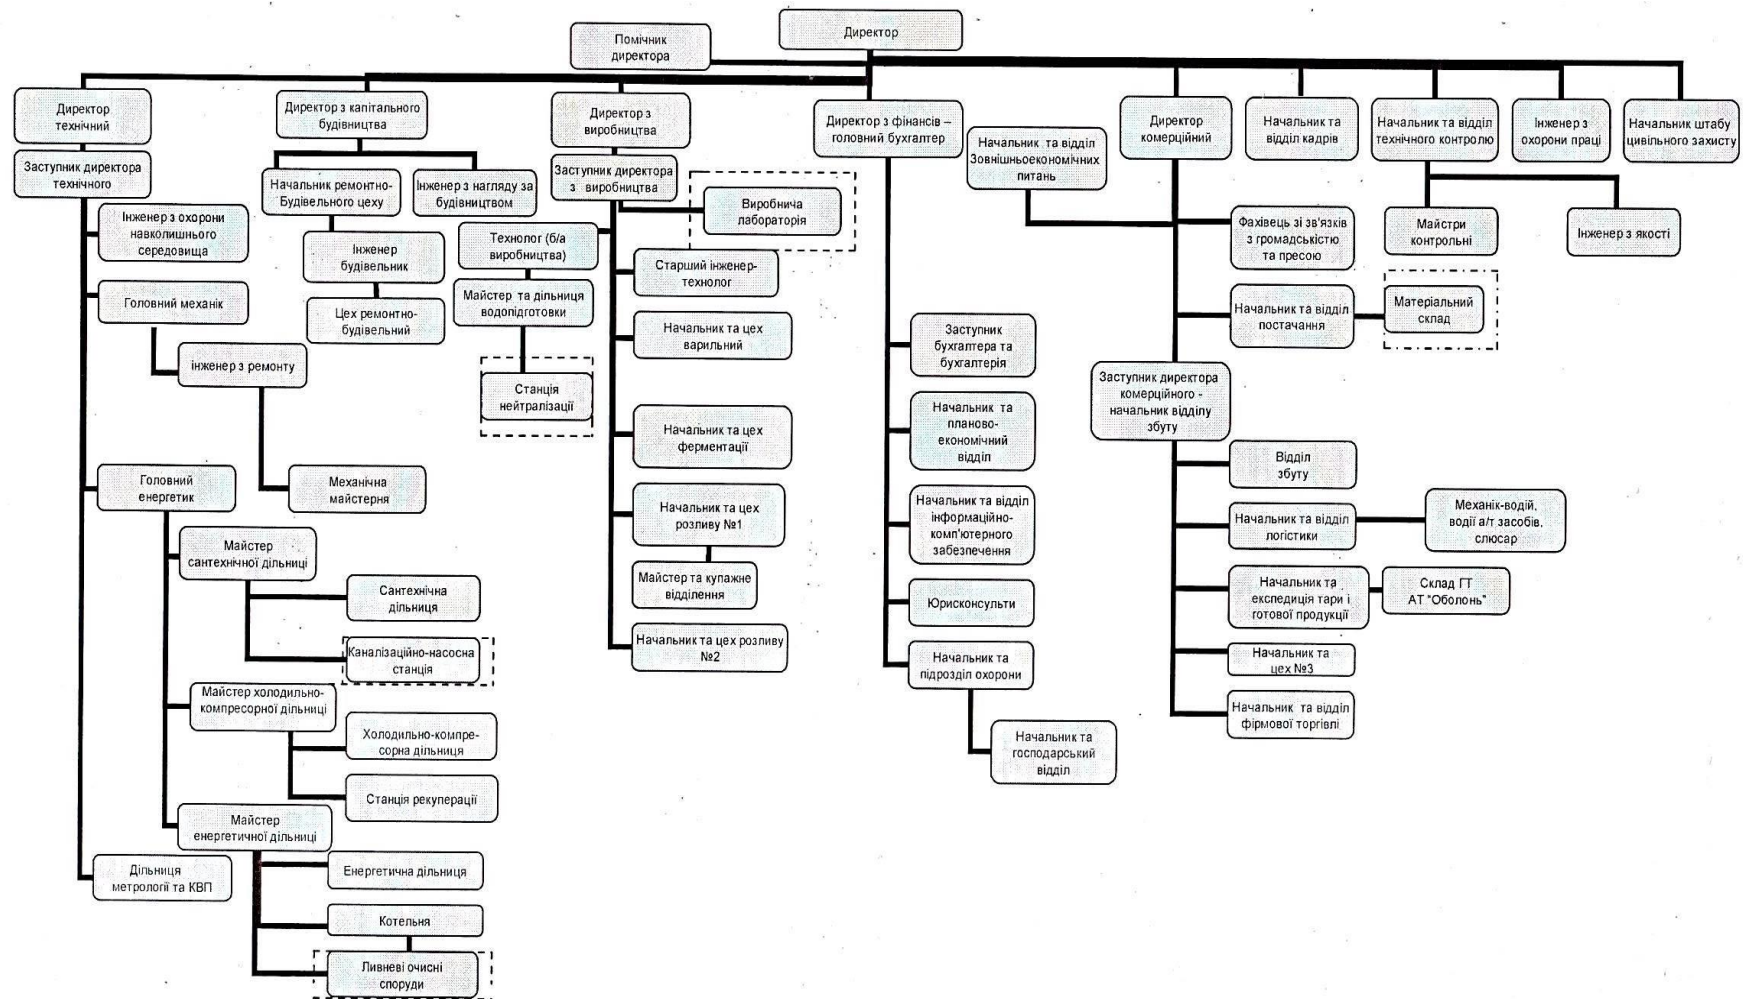 Директор
Помічник
директора
Директор
технічний
Директор з капітального
будівництва
Директор з
виробництва
Директор з фінансів –
головний бухгалтер
Начальник та відділ
Зовнішньоекономічних
питань
Директор
комерційний
Начальник та
відділ кадрів
Начальник та відділ
технічного контролю
Інженер з
охорони праці
Начальник штабу
цивільного захисту
Заступник директора
технічного
Начальник ремонтно-
Будівельного цеху
Інженер з нагляду за
будівництвом
Заступник директора
з виробництва
Виробнича
лабораторія
Інженер з охорони
навколишнього
середовища
Інженер
будівельник
Технолог (б/а
виробництва)
Старший інженер-
технолог
Фахівець зі зв'язків
з громадськістю
та пресою
Майстри
контрольні
Інженер з якості
Головний механік
Цех ремонтно-
будівельний
Майстер та дільниця
водопідготовки
Начальник та цех
варильний
Начальник та відділ
постачання
Матеріальний
склад
інженер з ремонту
Станція
нейтралізації
Заступник
бухгалтера та
бухгалтерія
Заступник директора
комерційного -
начальник відділу
збуту
Начальник та цех
ферментації
Начальник та
планово-
економічний
відділ
Головний
енергетик
Механічна
майстерня
Відділ
збуту
Начальник та цех
розливу №1
Начальник та відділ
інформаційно-
комп'ютерного
забезпечення
Начальник та відділ
логістики
Механік-водій,
водії а/т засобів,
слюсар
Майстер
сантехнічної дільниці
Майстер та купажне
відділення
Сантехнічна
дільниця
Юрисконсульти
Начальник та
експедиція тари і
готової продукції
Склад ГТ
АТ "Оболонь"
Каналізаційно-насосна
станція
Начальник та цех розливу
№2
Начальник та
підрозділ охорони
Начальник та
цех №3
Майстер холодильно-
компресорної дільниці
Начальник та відділ
фірмової торгівлі
Холодильно-компре-
сорна дільниця
Начальник та
господарський
відділ
Станція рекуперації
Майстер
енергетичної дільниці
Дільниця
метрології та КВП
Енергетична дільниця
Котельня
Ливневі очисні
споруди